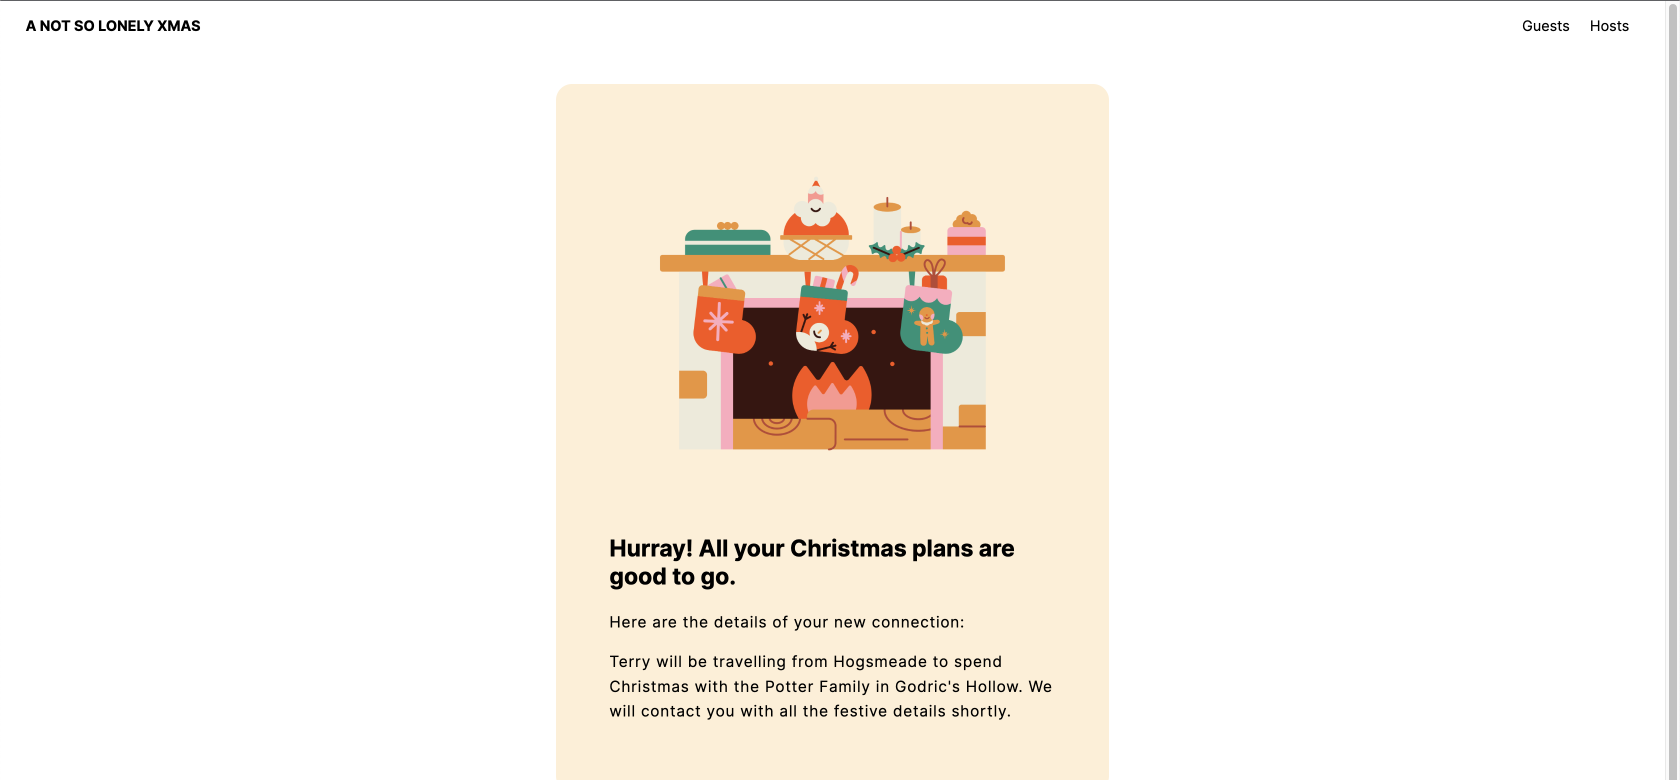 A NOT SO LONELY XMAS
Guests
Hosts
Hurray! All your Christmas plans are
good to go.
Here are the details of your new connection:
Terry will be travelling from Hogsmeade to spend
Christmas with the Potter Family in Godric's Hollow. We
will contact you with all the festive details shortly.